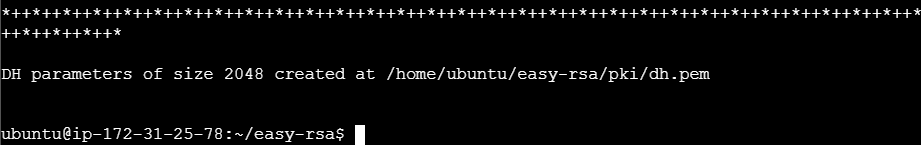 *++*++*++*++*++*++*++*++*++*++*++*++*++*++*++*++*++*++*++*++*++*++*++*++*++*++*++*++*++*++*++
++*++*++*++*
DH parameters of size 2048 created at /home/ubuntu/easy-rsa/pki/dh.pem
ubuntu@ip-172-31-25-78:~/easy-rsa$